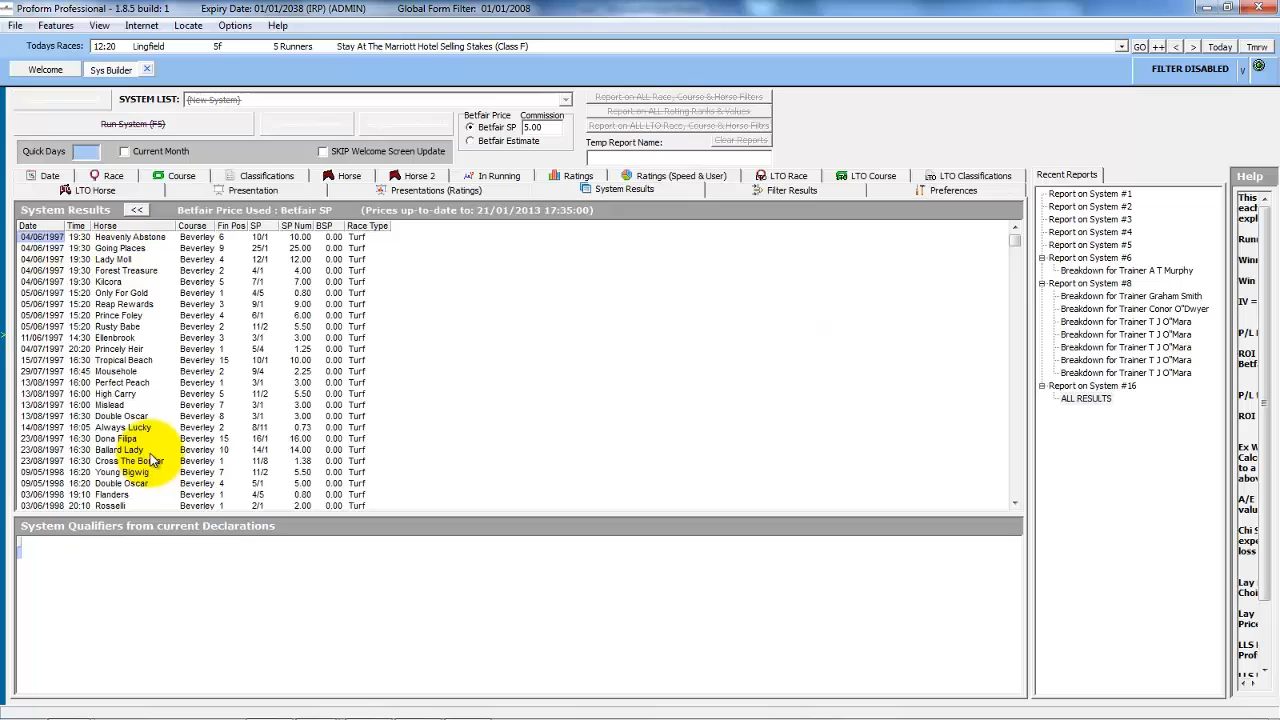 Proform Professional - 1.8.5 build: 1 Expiry Date: 01/01/2038 (IRP) (ADMIN) Global Form Filter: 01/01/2008
File Features View Internet Locate Options Help
Todays Races: 12:20 Lingfield 5f 5 Runners Stay At The Marriott Hotel Selling Stakes (Class F) GO ++ < > Today Tmrw
Welcome Sys Builder FILTER DISABLED
SYSTEM LIST: (New System) Report on ALL Race, Course & Horse Filters
Run System (F5) Betfair Price Commission Report on ALL Rating Ranks & Values
Betfair SP 5.00 Report on ALL LTO Race, Course & Horse Filtrs
Betfair Estimate Temp Report Name: Clear Reports
Quick Days Current Month SKIP Welcome Screen Update
Date Race Course Classifications Horse Horse 2 In Running Ratings Ratings (Speed & User) LTO Race LTO Course LTO Classifications
LTO Horse Presentation Presentations (Ratings) System Results Filter Results Preferences
System Results << Betfair Price Used : Betfair SP (Prices up-to-date to: 21/01/2013 17:35:00)
Date Time Horse Course Fin Pos SP SP Num BSP Race Type
04/06/1997 19:30 Heavenly Abstone Beverley 6 10/1 10.00 0.00 Turf
04/06/1997 19:30 Going Places Beverley 9 25/1 25.00 0.00 Turf
04/06/1997 19:30 Lady Moll Beverley 4 12/1 12.00 0.00 Turf
04/06/1997 19:30 Forest Treasure Beverley 2 4/1 4.00 0.00 Turf
04/06/1997 19:30 Kilcora Beverley 5 7/1 7.00 0.00 Turf
05/06/1997 15:20 Only For Gold Beverley 1 4/5 0.80 0.00 Turf
05/06/1997 15:20 Reap Rewards Beverley 3 9/1 9.00 0.00 Turf
05/06/1997 15:20 Prince Foley Beverley 4 6/1 6.00 0.00 Turf
05/06/1997 15:20 Rusty Babe Beverley 2 11/2 5.50 0.00 Turf
11/06/1997 14:30 Ellenbrook Beverley 3 3/1 3.00 0.00 Turf
04/07/1997 20:20 Princely Heir Beverley 1 5/4 1.25 0.00 Turf
15/07/1997 16:30 Tropical Beach Beverley 15 10/1 10.00 0.00 Turf
29/07/1997 16:45 Mousehole Beverley 2 9/4 2.25 0.00 Turf
13/08/1997 16:00 Perfect Peach Beverley 1 3/1 3.00 0.00 Turf
13/08/1997 16:00 High Carry Beverley 5 11/2 5.50 0.00 Turf
13/08/1997 16:00 Mislead Beverley 7 3/1 3.00 0.00 Turf
13/08/1997 16:30 Double Oscar Beverley 8 3/1 3.00 0.00 Turf
14/08/1997 16:05 Always Lucky Beverley 2 8/11 0.73 0.00 Turf
23/08/1997 16:30 Dona Filipa Beverley 15 16/1 16.00 0.00 Turf
23/08/1997 16:30 Ballard Lady Beverley 10 14/1 14.00 0.00 Turf
23/08/1997 16:30 Cross The Border Beverley 1 11/8 1.38 0.00 Turf
09/05/1998 16:20 Young Bigwig Beverley 7 11/2 5.50 0.00 Turf
09/05/1998 16:20 Double Oscar Beverley 4 5/1 5.00 0.00 Turf
03/06/1998 19:10 Flanders Beverley 1 4/5 0.80 0.00 Turf
03/06/1998 20:10 Rosselli Beverley 1 2/1 2.00 0.00 Turf
System Qualifiers from current Declarations
Recent Reports
Report on System #1
Report on System #2
Report on System #3
Report on System #4
Report on System #5
Report on System #6
Breakdown for Trainer A T Murphy
Report on System #8
Breakdown for Trainer Graham Smith
Breakdown for Trainer Conor O"Dwyer
Breakdown for Trainer T J O"Mara
Breakdown for Trainer T J O"Mara
Breakdown for Trainer T J O"Mara
Breakdown for Trainer T J O"Mara
Breakdown for Trainer T J O"Mara
Report on System #16
ALL RESULTS
Help
This
each
expl
Runn
Winn
Win
IV =
P/L
ROI
Betf
P/L
ROI
Ex W
Calc
to a
abov
A/E
valu
Chi S
expe
loss
Lay
Choi
Lay
Price
LLS
Prof
LLS